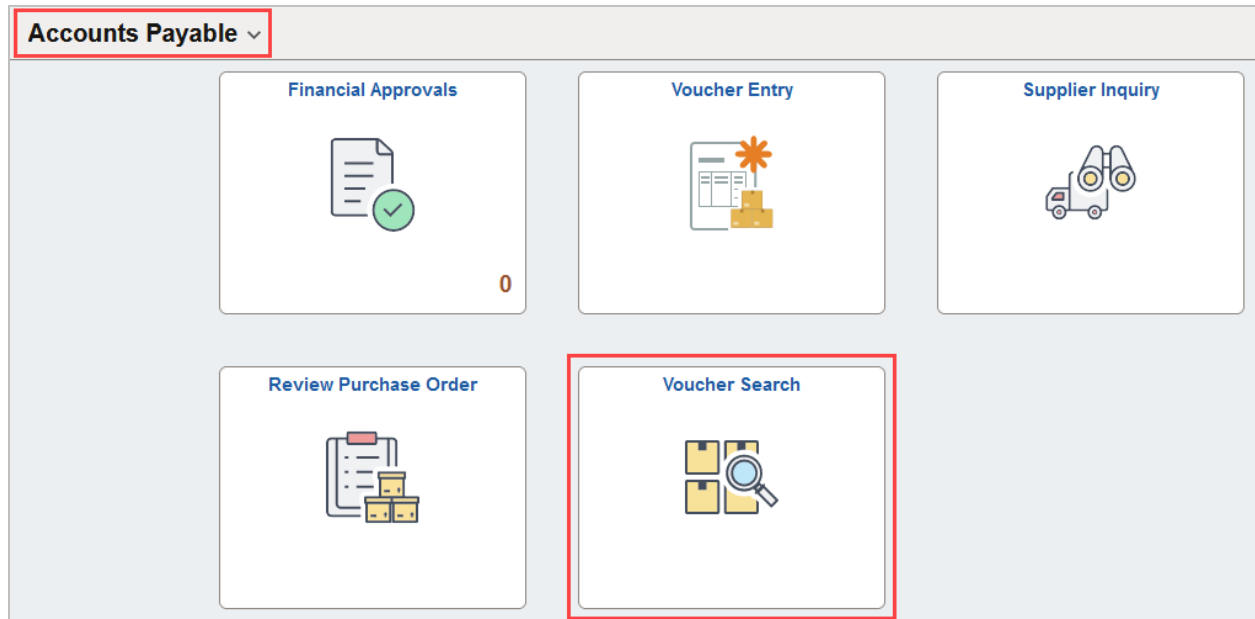 Accounts Payable
Financial Approvals
Voucher Entry
Supplier Inquiry
0
Review Purchase Order
Voucher Search